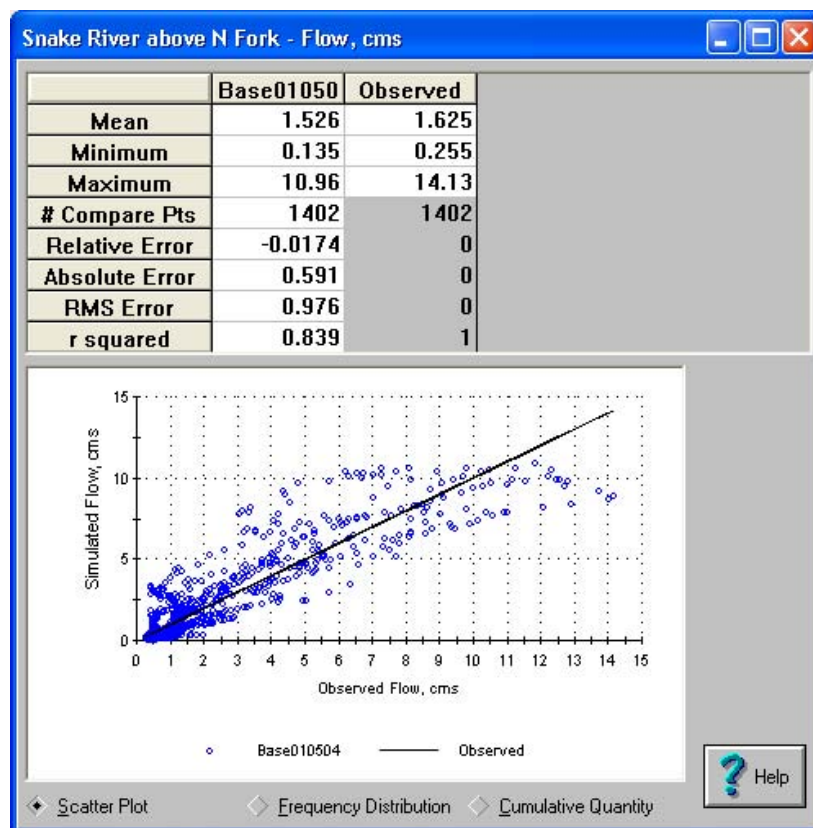 Snake River above N Fork - Flow, cms
Base01050 Observed
Mean 1.526 1.625
Minimum 0.135 0.255
Maximum 10.96 14.13
# Compare Pts 1402 1402
Relative Error -0.0174 0
Absolute Error 0.591 0
RMS Error 0.976 0
r squared 0.839 1
15
10
5
0
Simulated Flow, cms
0 1 2 3 4 5 6 7 8 9 10 11 12 13 14 15
Observed Flow, cms
Base010504 Observed
? Help
Scatter Plot Frequency Distribution Cumulative Quantity